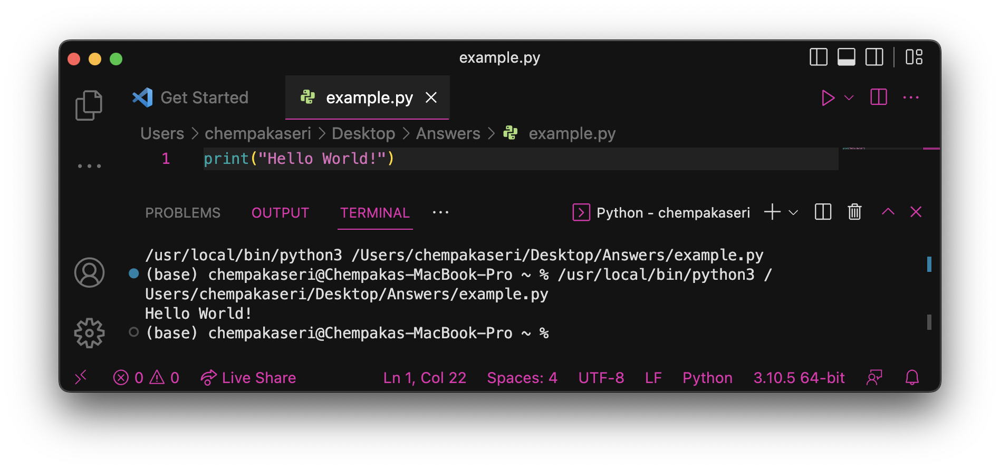 example.py
Get Started example.py
Users > chempakaseri > Desktop > Answers > example.py
1 print("Hello World!")
PROBLEMS OUTPUT TERMINAL ... Python - chempakaseri
/usr/local/bin/python3 /Users/chempakaseri/Desktop/Answers/example.py
(base) chempakaseri@Chempakas-MacBook-Pro ~ % /usr/local/bin/python3 /
Users/chempakaseri/Desktop/Answers/example.py
Hello World!
(base) chempakaseri@Chempakas-MacBook-Pro ~ %
0 0 Live Share Ln 1, Col 22 Spaces: 4 UTF-8 LF Python 3.10.5 64-bit